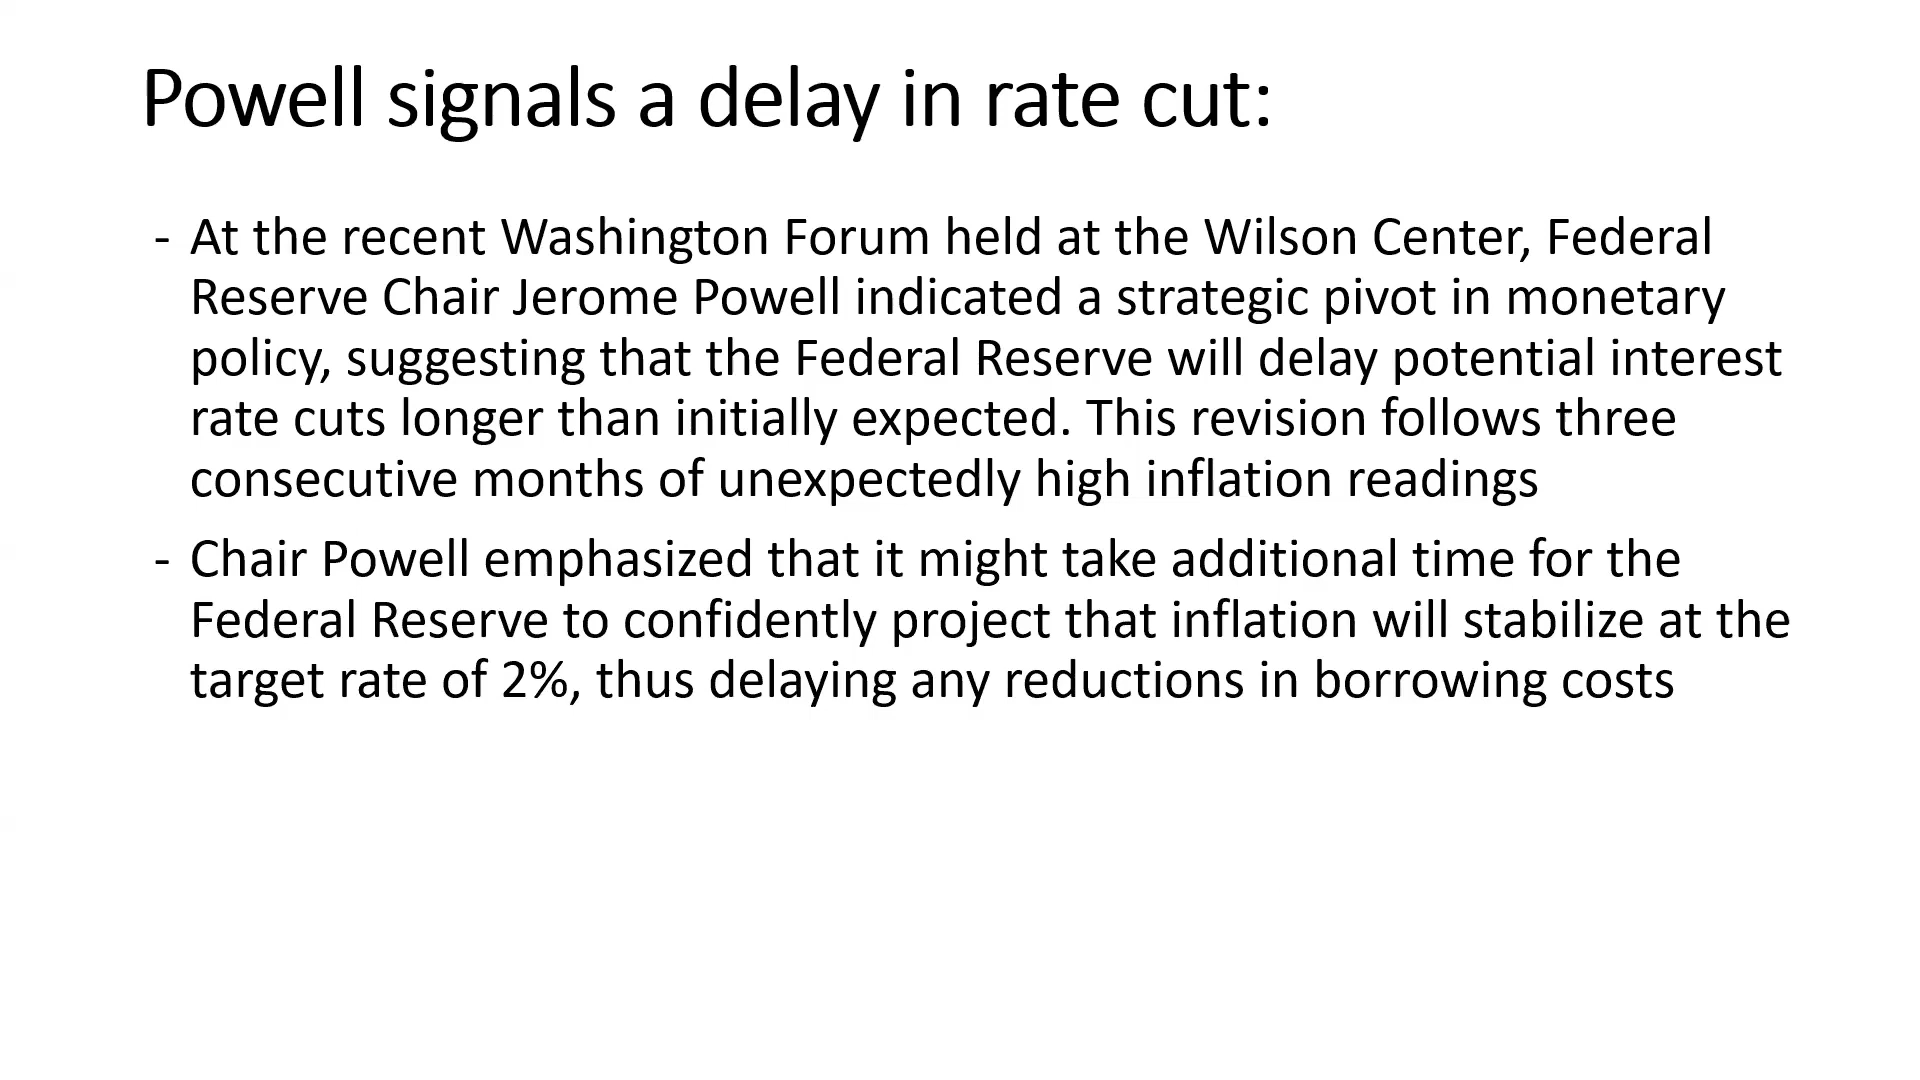 Powell signals a delay in rate cut:
- At the recent Washington Forum held at the Wilson Center, Federal
Reserve Chair Jerome Powell indicated a strategic pivot in monetary
policy, suggesting that the Federal Reserve will delay potential interest
rate cuts longer than initially expected. This revision follows three
consecutive months of unexpectedly high inflation readings
- Chair Powell emphasized that it might take additional time for the
Federal Reserve to confidently project that inflation will stabilize at the
target rate of 2%, thus delaying any reductions in borrowing costs